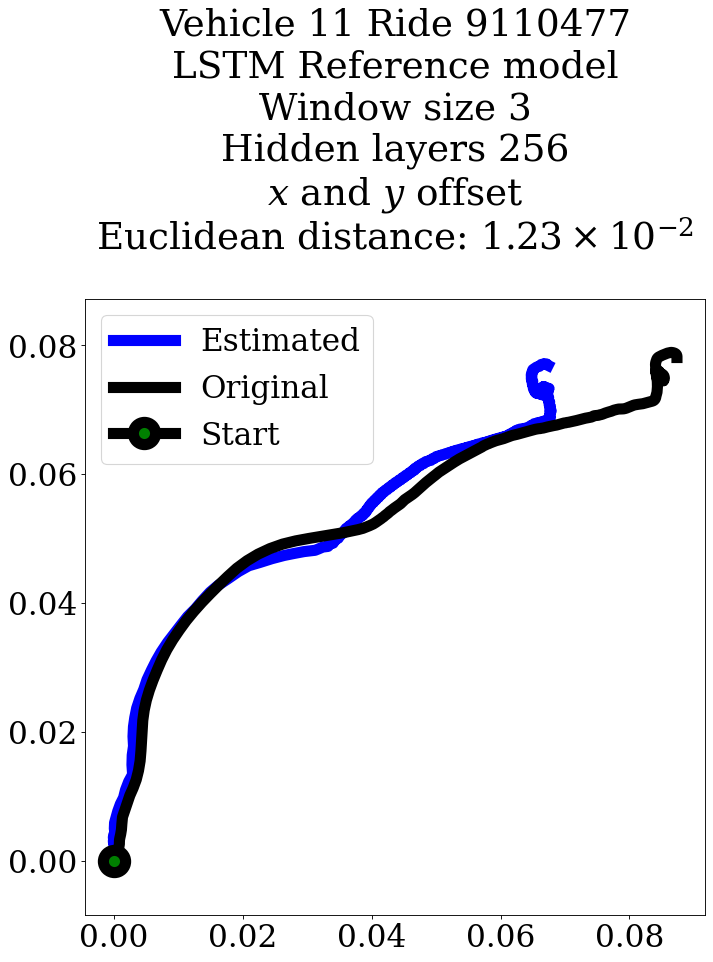 Vehicle 11 Ride 9110477
LSTM Reference model
Window size 3
Hidden layers 256
x and y offset
Euclidean distance: 1.23 × 10⁻²
Estimated
Original
Start
0.08
0.06
0.04
0.02
0.00
0.00 0.02 0.04 0.06 0.08